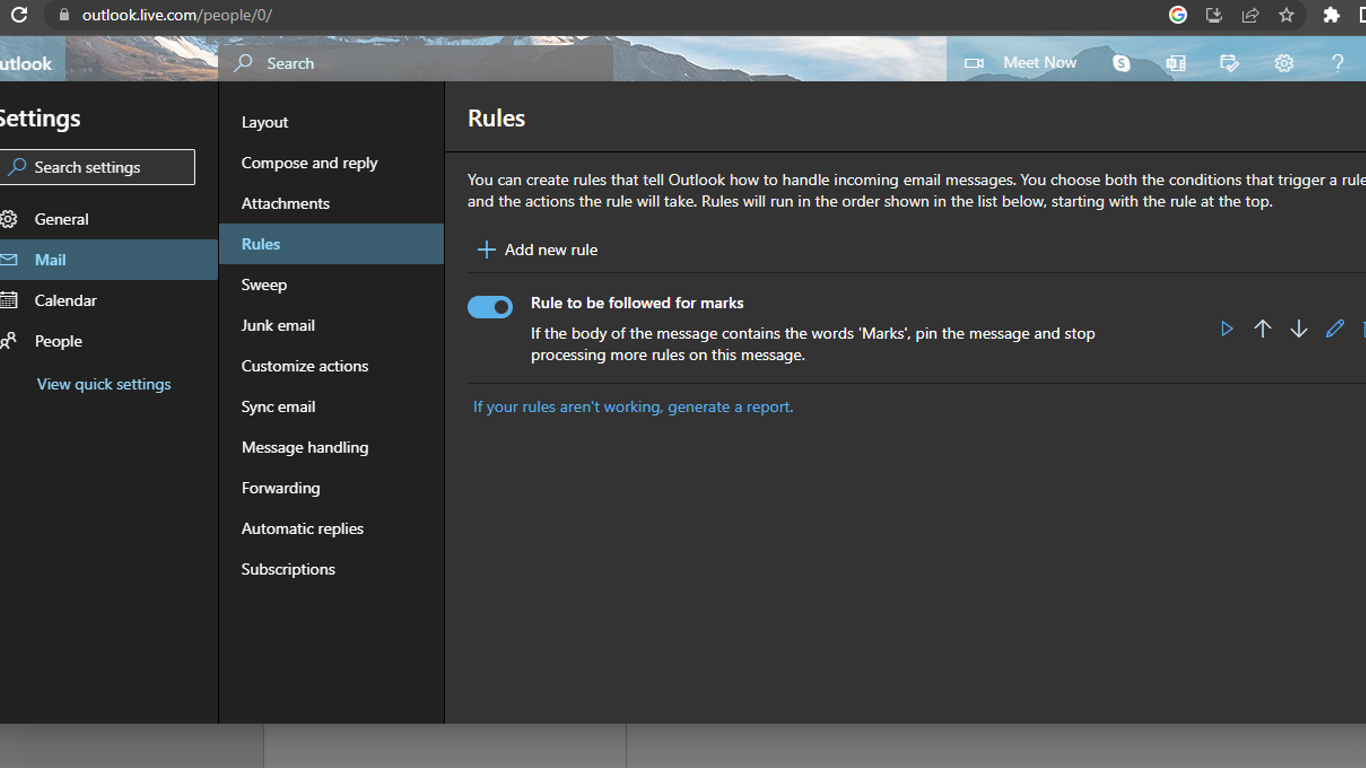 outlook.live.com/people/0/
utlook
Search
Meet Now
Settings
Search settings
General
Mail
Calendar
People
View quick settings
Layout
Compose and reply
Attachments
Rules
Sweep
Junk email
Customize actions
Sync email
Message handling
Forwarding
Automatic replies
Subscriptions
Rules
You can create rules that tell Outlook how to handle incoming email messages. You choose both the conditions that trigger a rule
and the actions the rule will take. Rules will run in the order shown in the list below, starting with the rule at the top.
Add new rule
Rule to be followed for marks
If the body of the message contains the words 'Marks', pin the message and stop
processing more rules on this message.
If your rules aren't working, generate a report.